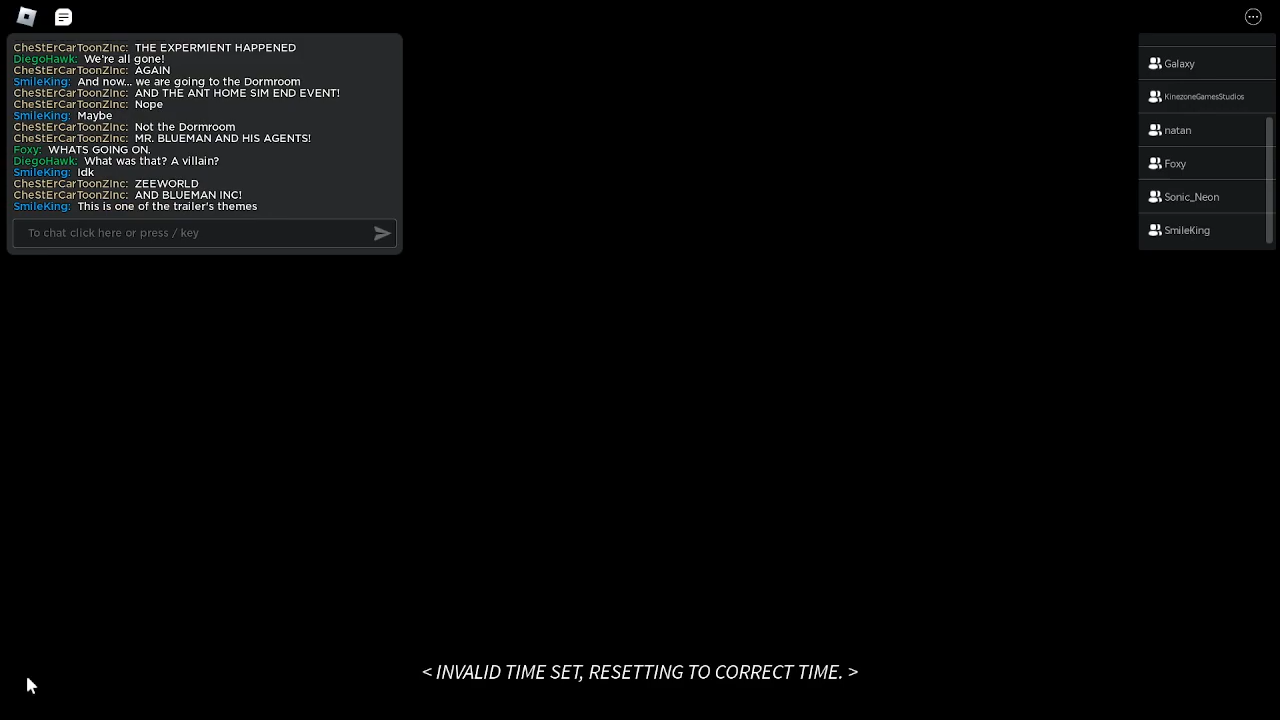 CheStErCarToonZInc: THE EXPERMIENT HAPPENED
DiegoHawk: We're all gone!
CheStErCarToonZInc: AGAIN
SmileKing: And now... we are going to the Dormroom
CheStErCarToonZInc: AND THE ANT HOME SIM END EVENT!
CheStErCarToonZInc: Nope
SmileKing: Maybe
CheStErCarToonZInc: Not the Dormroom
CheStErCarToonZInc: MR. BLUEMAN AND HIS AGENTS!
Foxy: WHATS GOING ON.
DiegoHawk: What was that? A villain?
SmileKing: Idk
CheStErCarToonZInc: ZEEWORLD
CheStErCarToonZInc: AND BLUEMAN INC!
SmileKing: This is one of the trailer's themes
To chat click here or press / key
Galaxy
KinezoneGamesStudios
natan
Foxy
Sonic_Neon
SmileKing
< INVALID TIME SET, RESETTING TO CORRECT TIME. >